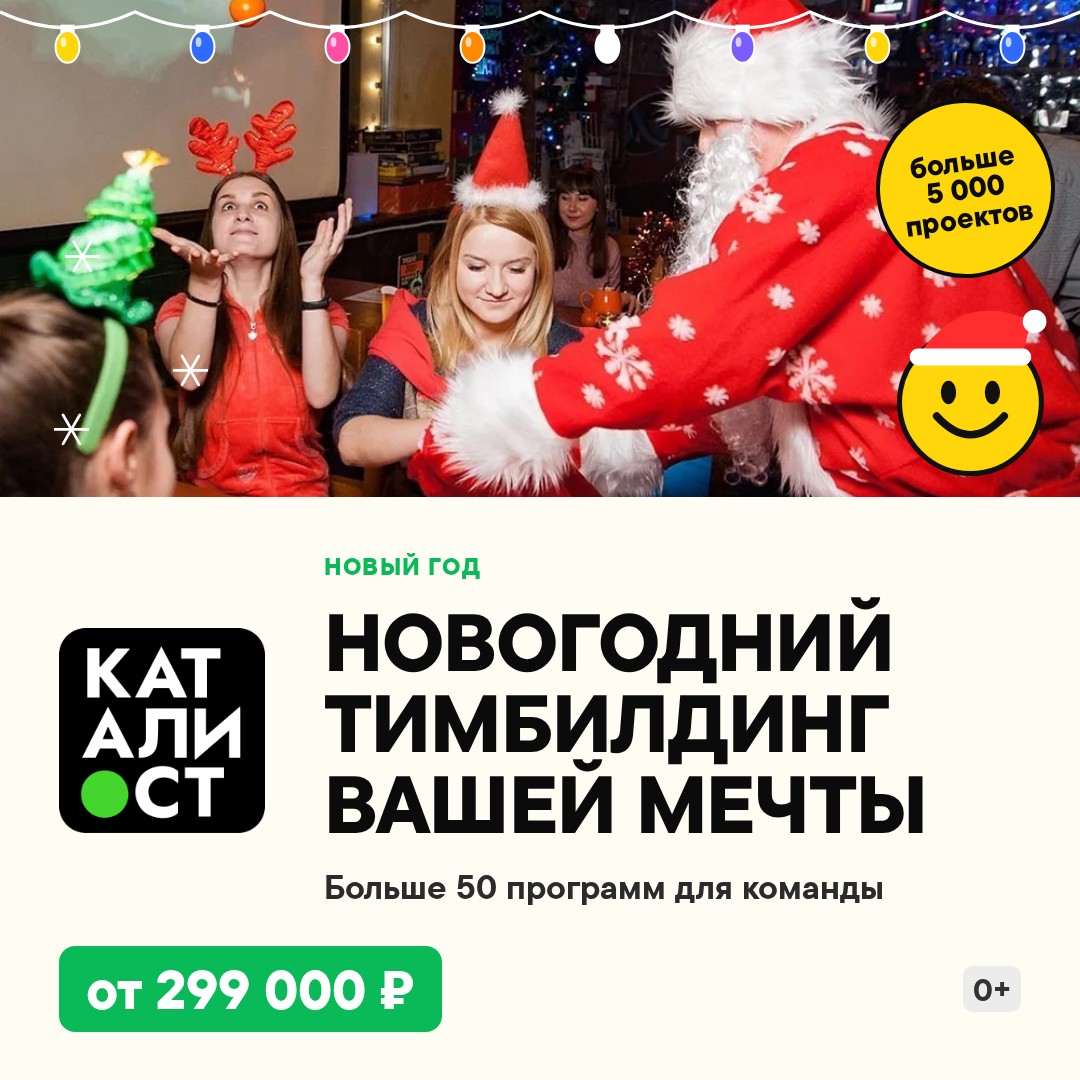 больше
5 000
проектов
НОВЫЙ ГОД
НОВОГОДНИЙ
ТИМБИЛДИНГ
ВАШЕЙ МЕЧТЫ
КАТ
АЛИ
СТ
Больше 50 программ для команды
от 299 000 ₽
0+